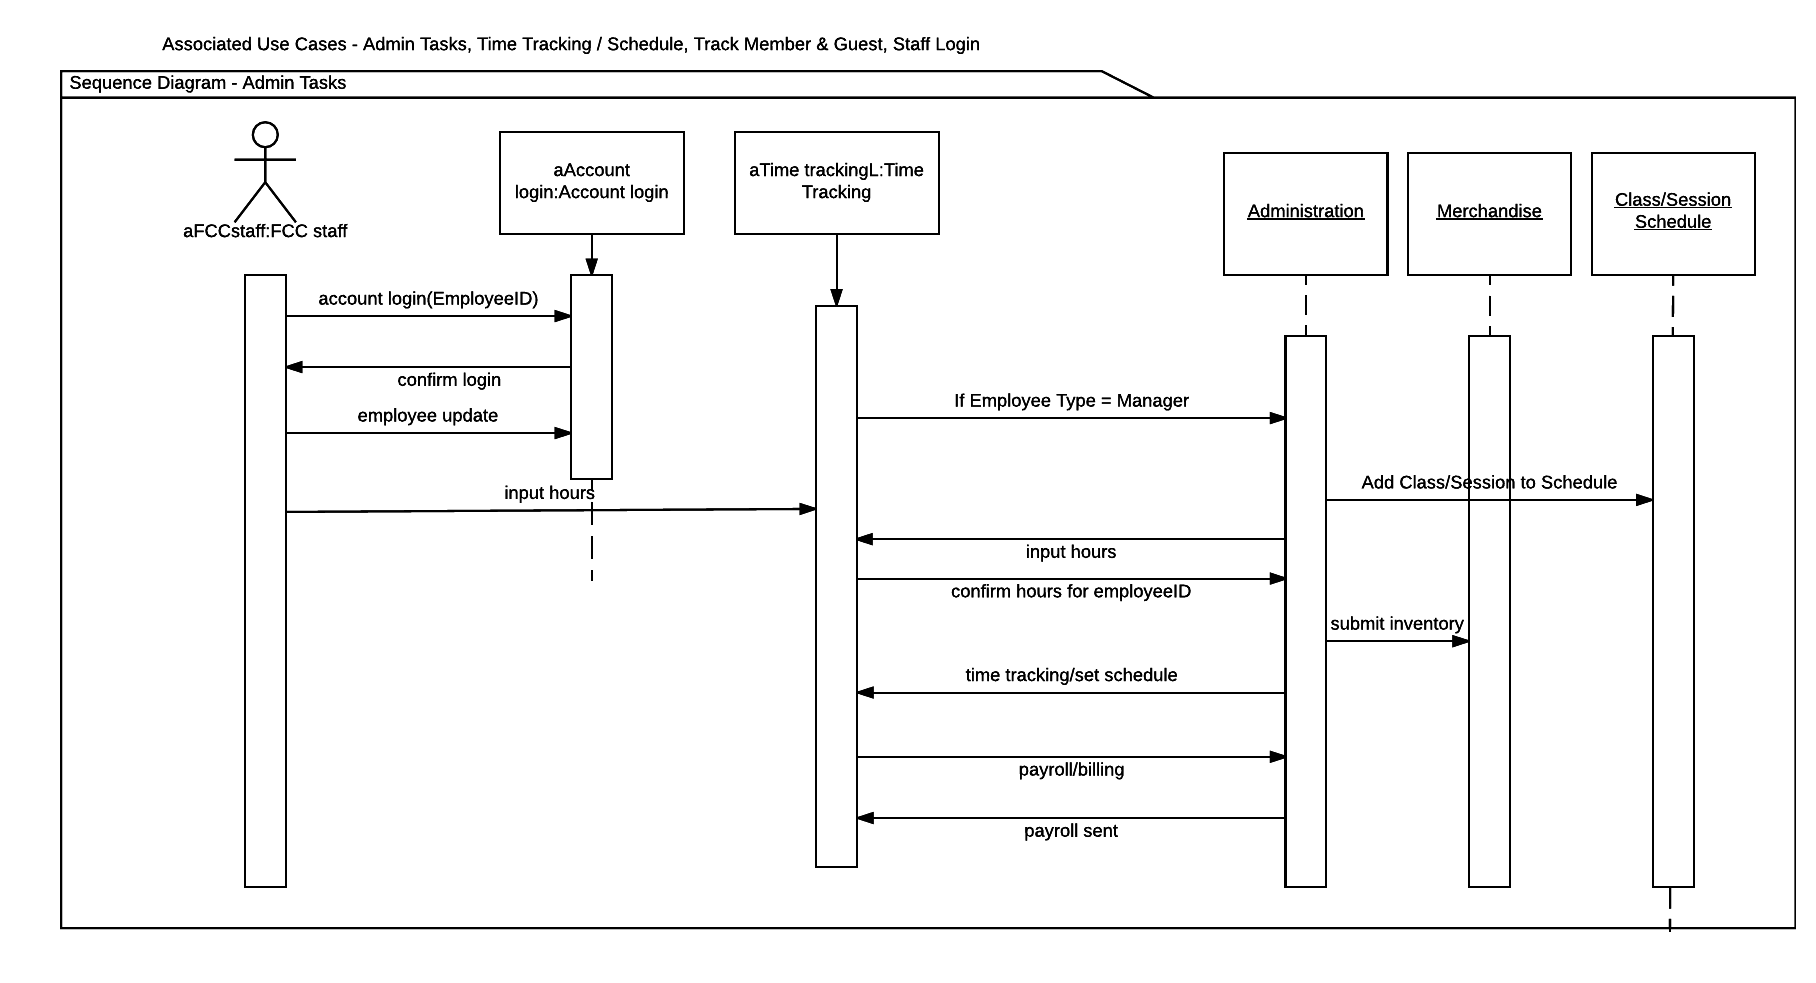 Associated Use Cases - Admin Tasks, Time Tracking / Schedule, Track Member & Guest, Staff Login
Sequence Diagram - Admin Tasks
aFCCstaff:FCC staff
aAccount
login:Account login
aTime trackingL:Time
Tracking
Administration
Merchandise
Class/Session
Schedule
account login(EmployeeID)
confirm login
employee update
If Employee Type = Manager
input hours
Add Class/Session to Schedule
input hours
confirm hours for employeeID
submit inventory
time tracking/set schedule
payroll/billing
payroll sent